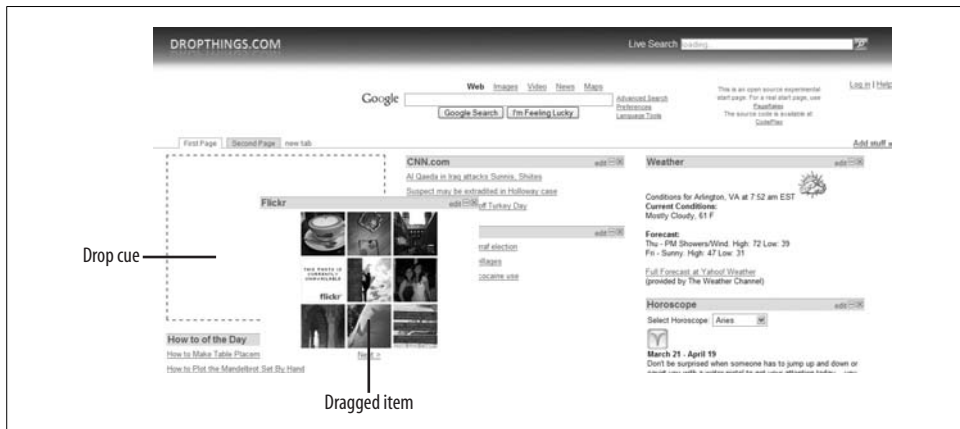 DROPTHINGS.COM
Live Search loading...
Web Images Video News Maps
Google
Advanced Search
Preferences
Language Tools
Google Search I'm Feeling Lucky
This is an open source experimental
start page. For a real start page, use
Pageflakes
The source code is available at
CodePlex
Log in | Help
First Page Second Page new tab
Add stuff
CNN.com edit
Al Qaeda in Iraq attacks Sunnis, Shiites
Suspect may be extradited in Holloway case
off Turkey Day
edit
election
villages
cocaine use
Flickr edit
THIS PHOTO IS
CURRENTLY
UNAVAILABLE
flickr
Next >
Drop cue
How to of the Day
How to Make Table Placem
How to Plot the Mandelbrot Set By Hand
Dragged item
Weather edit
Conditions for Arlington, VA at 7:52 am EST
Current Conditions:
Mostly Cloudy, 61 F
Forecast:
Thu - PM Showers/Wind. High: 72 Low: 39
Fri - Sunny. High: 47 Low: 31
Full Forecast at Yahoo! Weather
(provided by The Weather Channel)
Horoscope edit
Select Horoscope: Aries
March 21 - April 19
Don't be surprised when someone has to jump up and down or